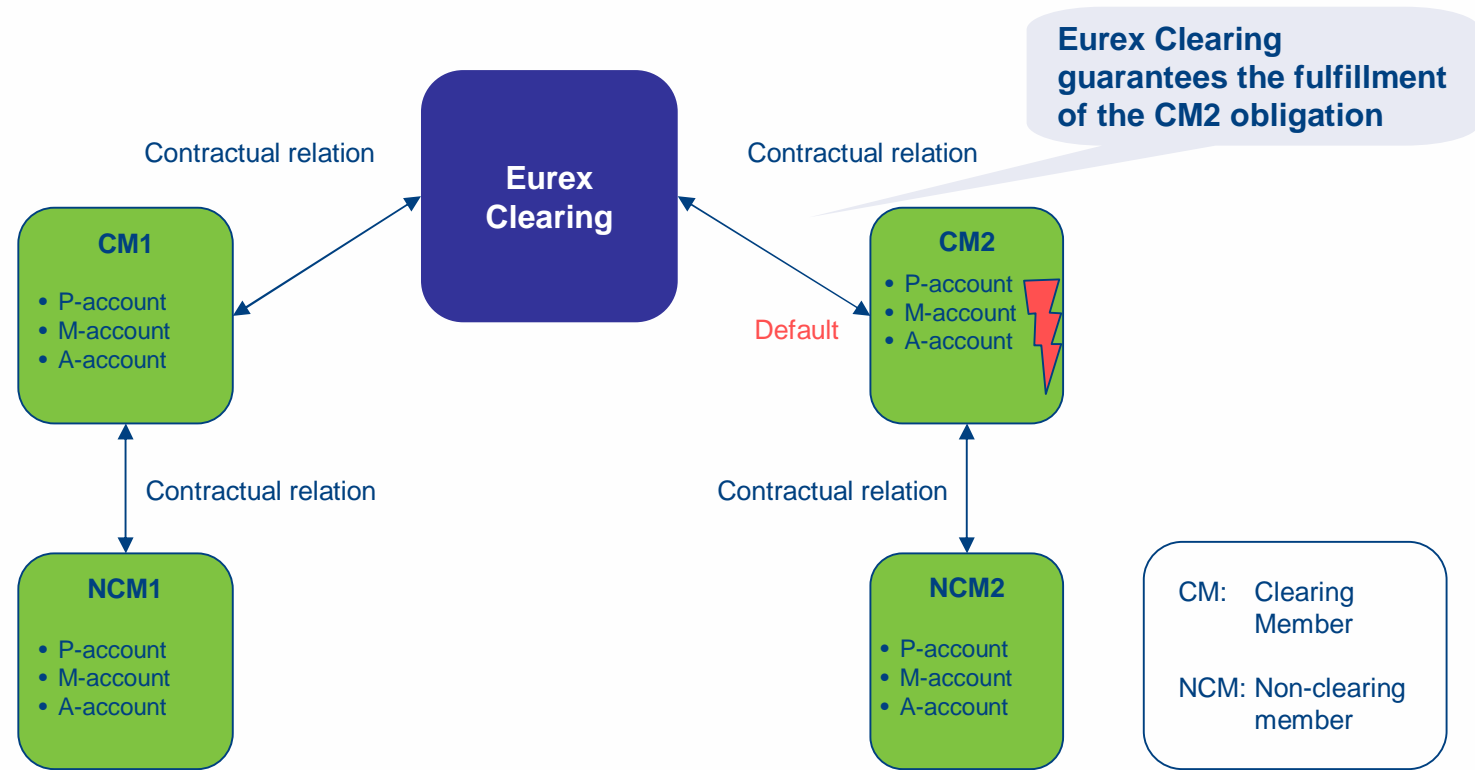 Eurex Clearing
guarantees the fulfillment
of the CM2 obligation
Contractual relation
Contractual relation
Eurex
Clearing
CM1
• P-account
• M-account
• A-account
CM2
• P-account
• M-account
• A-account
Default
Contractual relation
Contractual relation
NCM1
• P-account
• M-account
• A-account
NCM2
• P-account
• M-account
• A-account
CM: Clearing
Member
NCM: Non-clearing
member